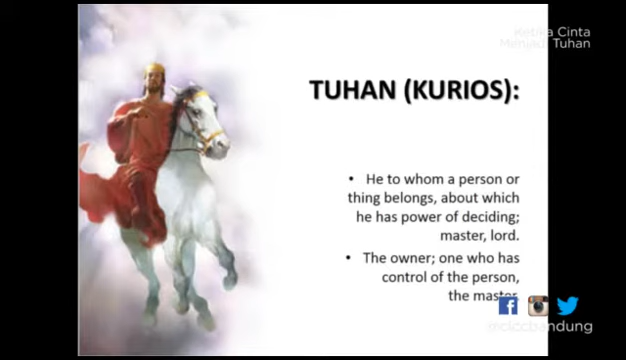 Ketika Cinta
Menjadi Tuhan
TUHAN (KURIOS):
• He to whom a person or
thing belongs, about which
he has power of deciding;
master, lord.
• The owner; one who has
control of the person,
the master.